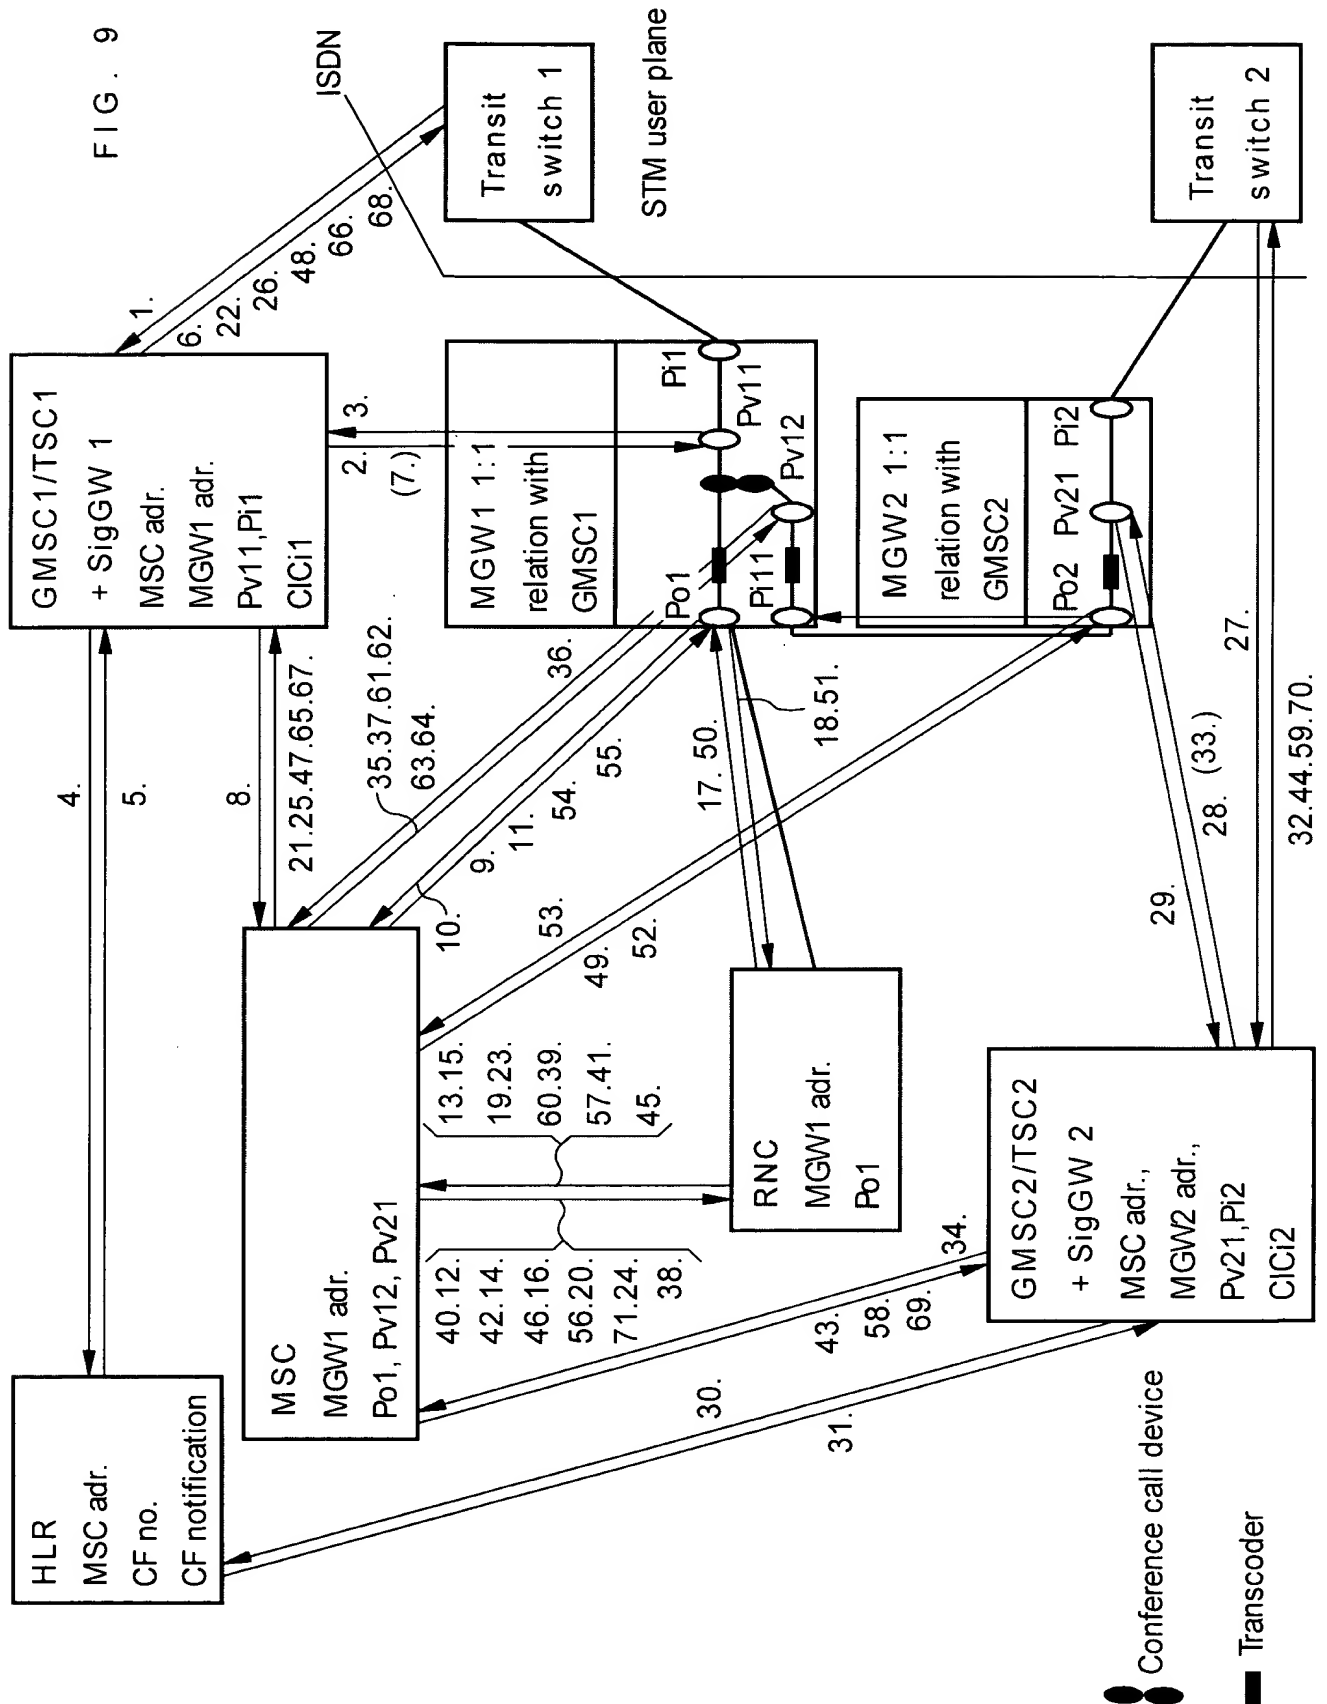 FIG. 9
HLR
MSC adr.
CF no.
CF notification
4.
5.
GMSC1/TSC1
+ SigGW 1
MSC adr.
MGW1 adr.
Pv11,Pi1
CICi1
1.
6.
22.
26.
48.
66.
68.
ISDN
Transit
switch 1
STM user plane
8.
21.25.47.65.67.
2.
3.
(7.)
MSC
MGW1 adr.
Po1, Pv12, Pv21
35.37.61.62.
63.64.
36.
10.
9.
11.
54.
55.
MGW1 1:1
relation with
GMSC1
Pi1
Pv11
Pv12
Po1
Pi11
40.12.
42.14.
46.16.
56.20.
71.24.
38.
13.15.
19.23.
60.39.
57.41.
45.
53.
49.
52.
17. 50.
18.51.
RNC
MGW1 adr.
Po1
MGW2 1:1
relation with
GMSC2
Po2
Pv21
Pi2
30.
31.
43.
58.
69.
34.
GMSC2/TSC2
+ SigGW 2
MSC adr.,
MGW2 adr.,
Pv21,Pi2
CICi2
29.
28.
(33.)
27.
32.44.59.70.
Transit
switch 2
Conference call device
Transcoder